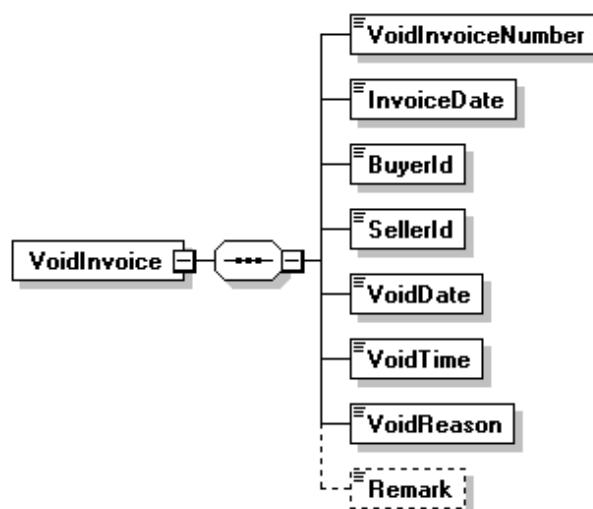 VoidInvoiceNumber
InvoiceDate
BuyerId
SellerId
VoidInvoice
VoidDate
VoidTime
VoidReason
Remark